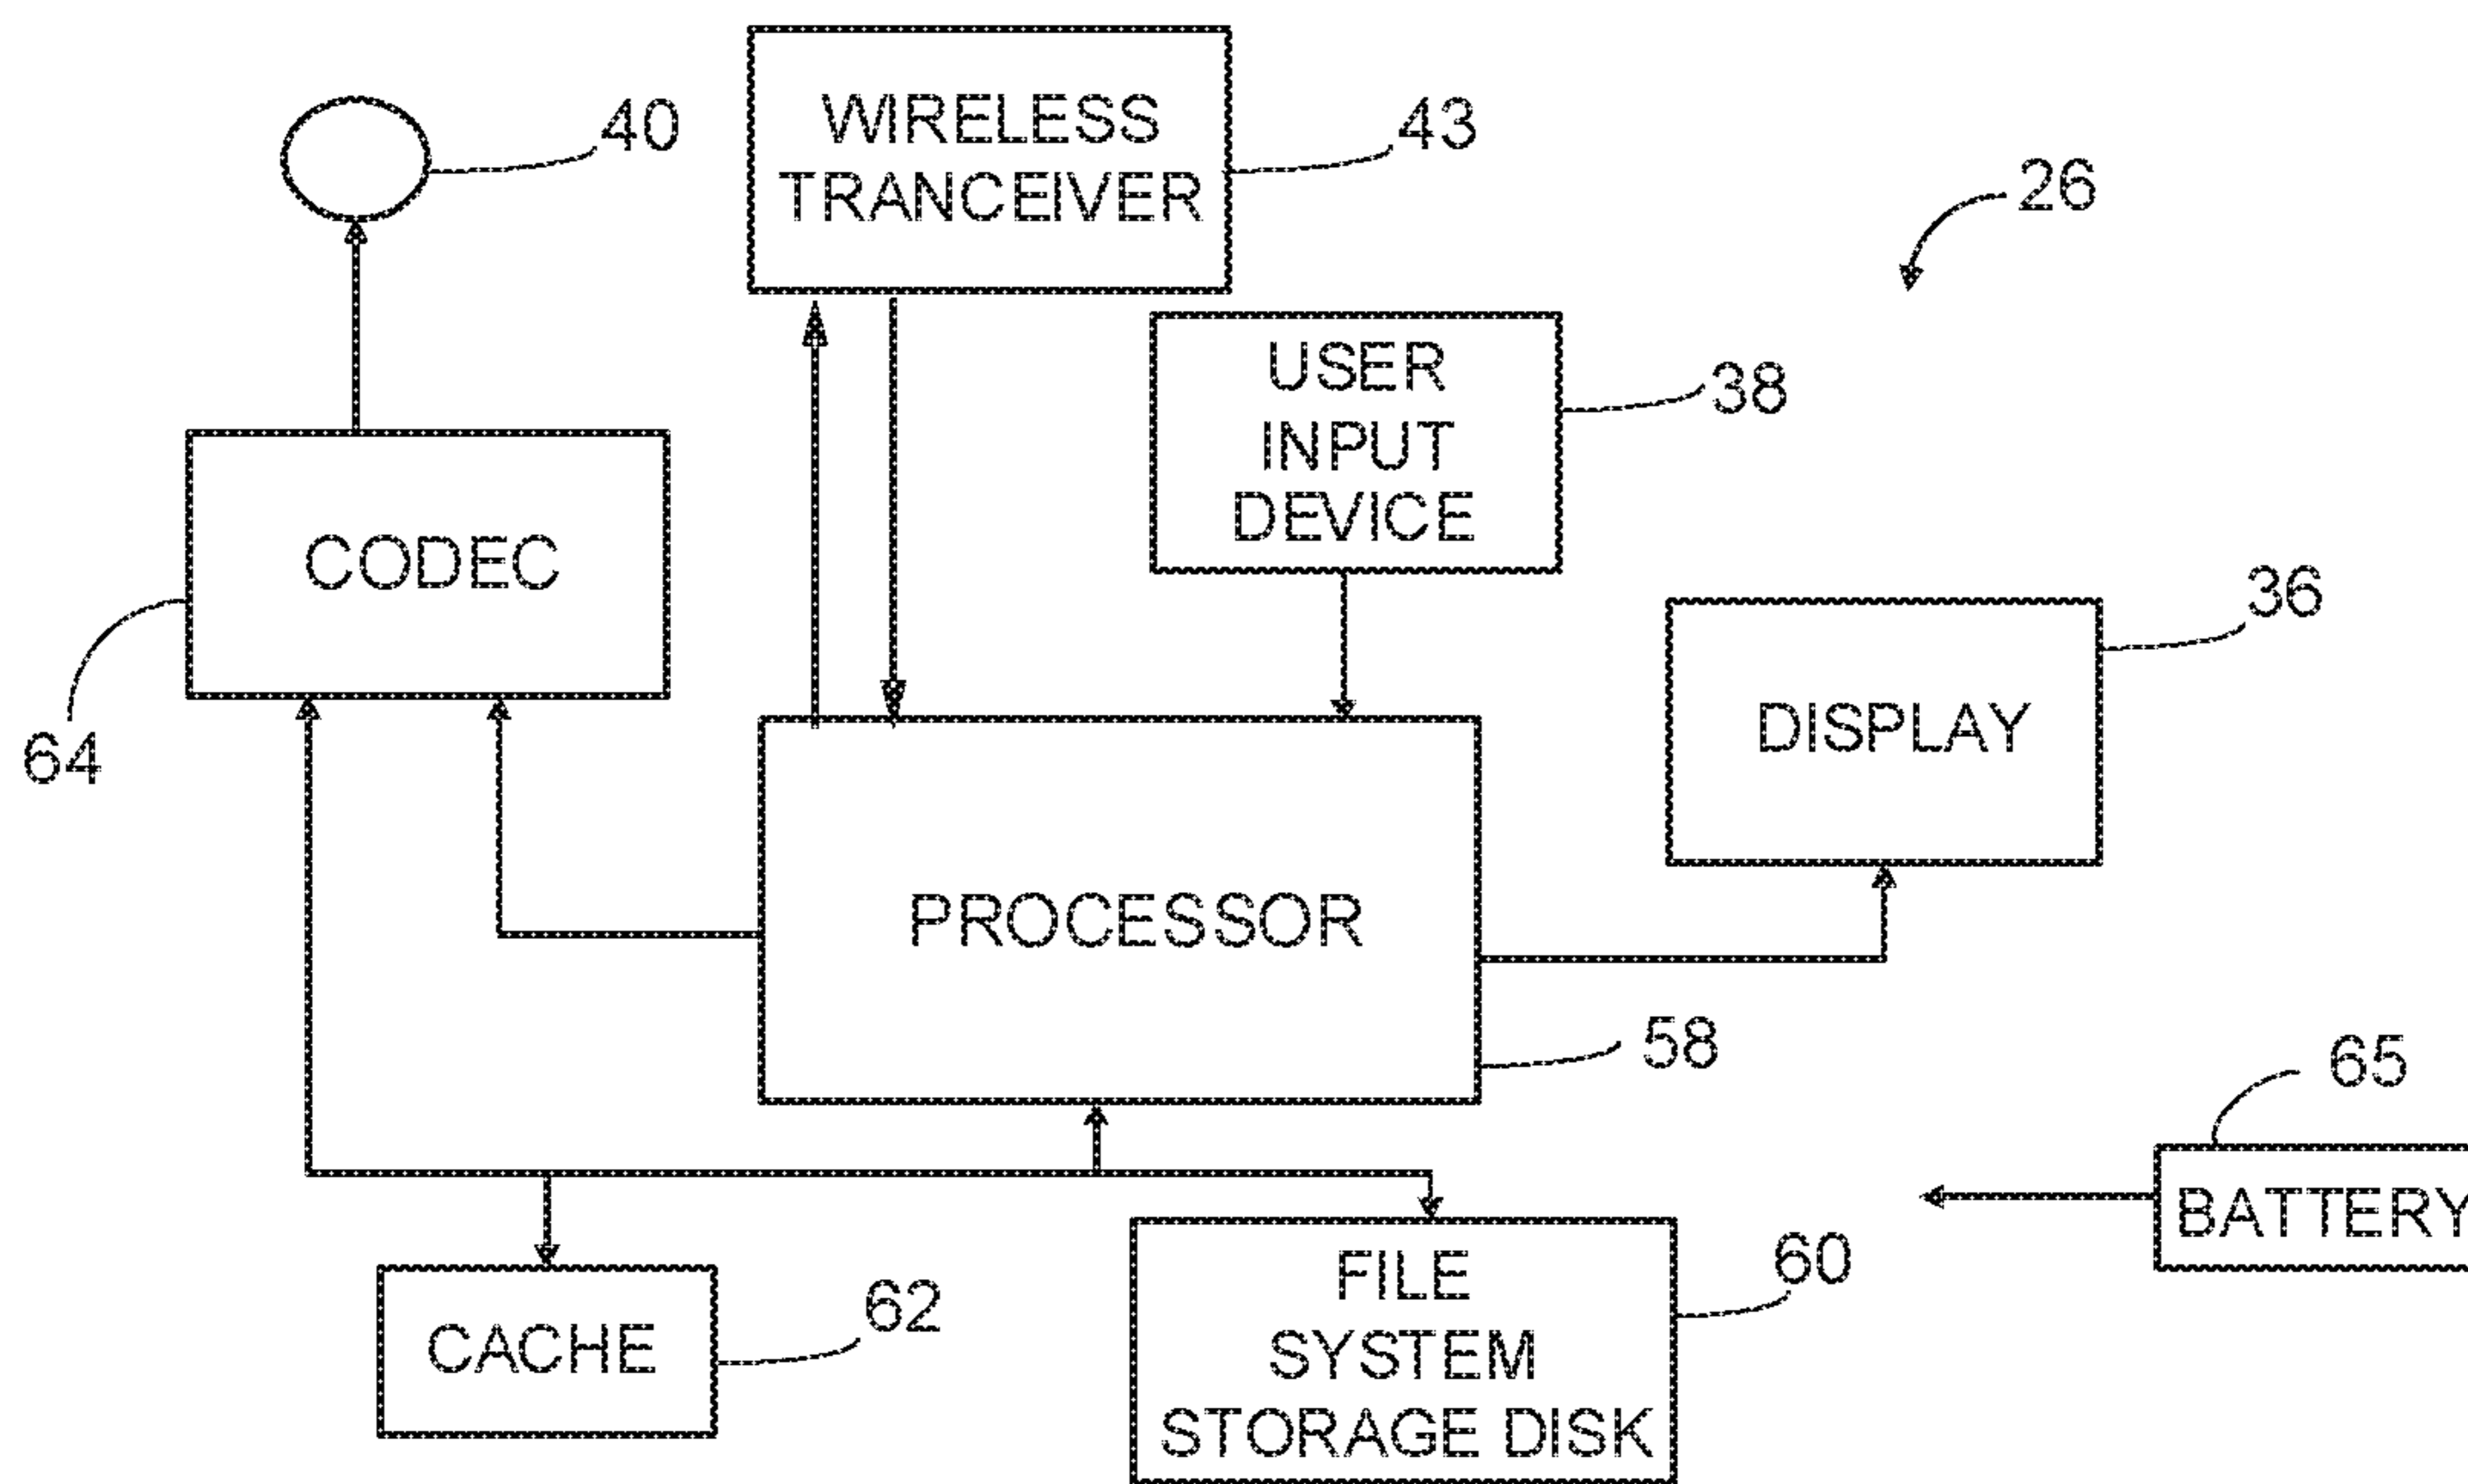 40
WIRELESS
TRANCEIVER
43
26
USER
INPUT
DEVICE
38
CODEC
64
DISPLAY
36
PROCESSOR
58
65
BATTERY
CACHE
62
FILE
SYSTEM
STORAGE DISK
60